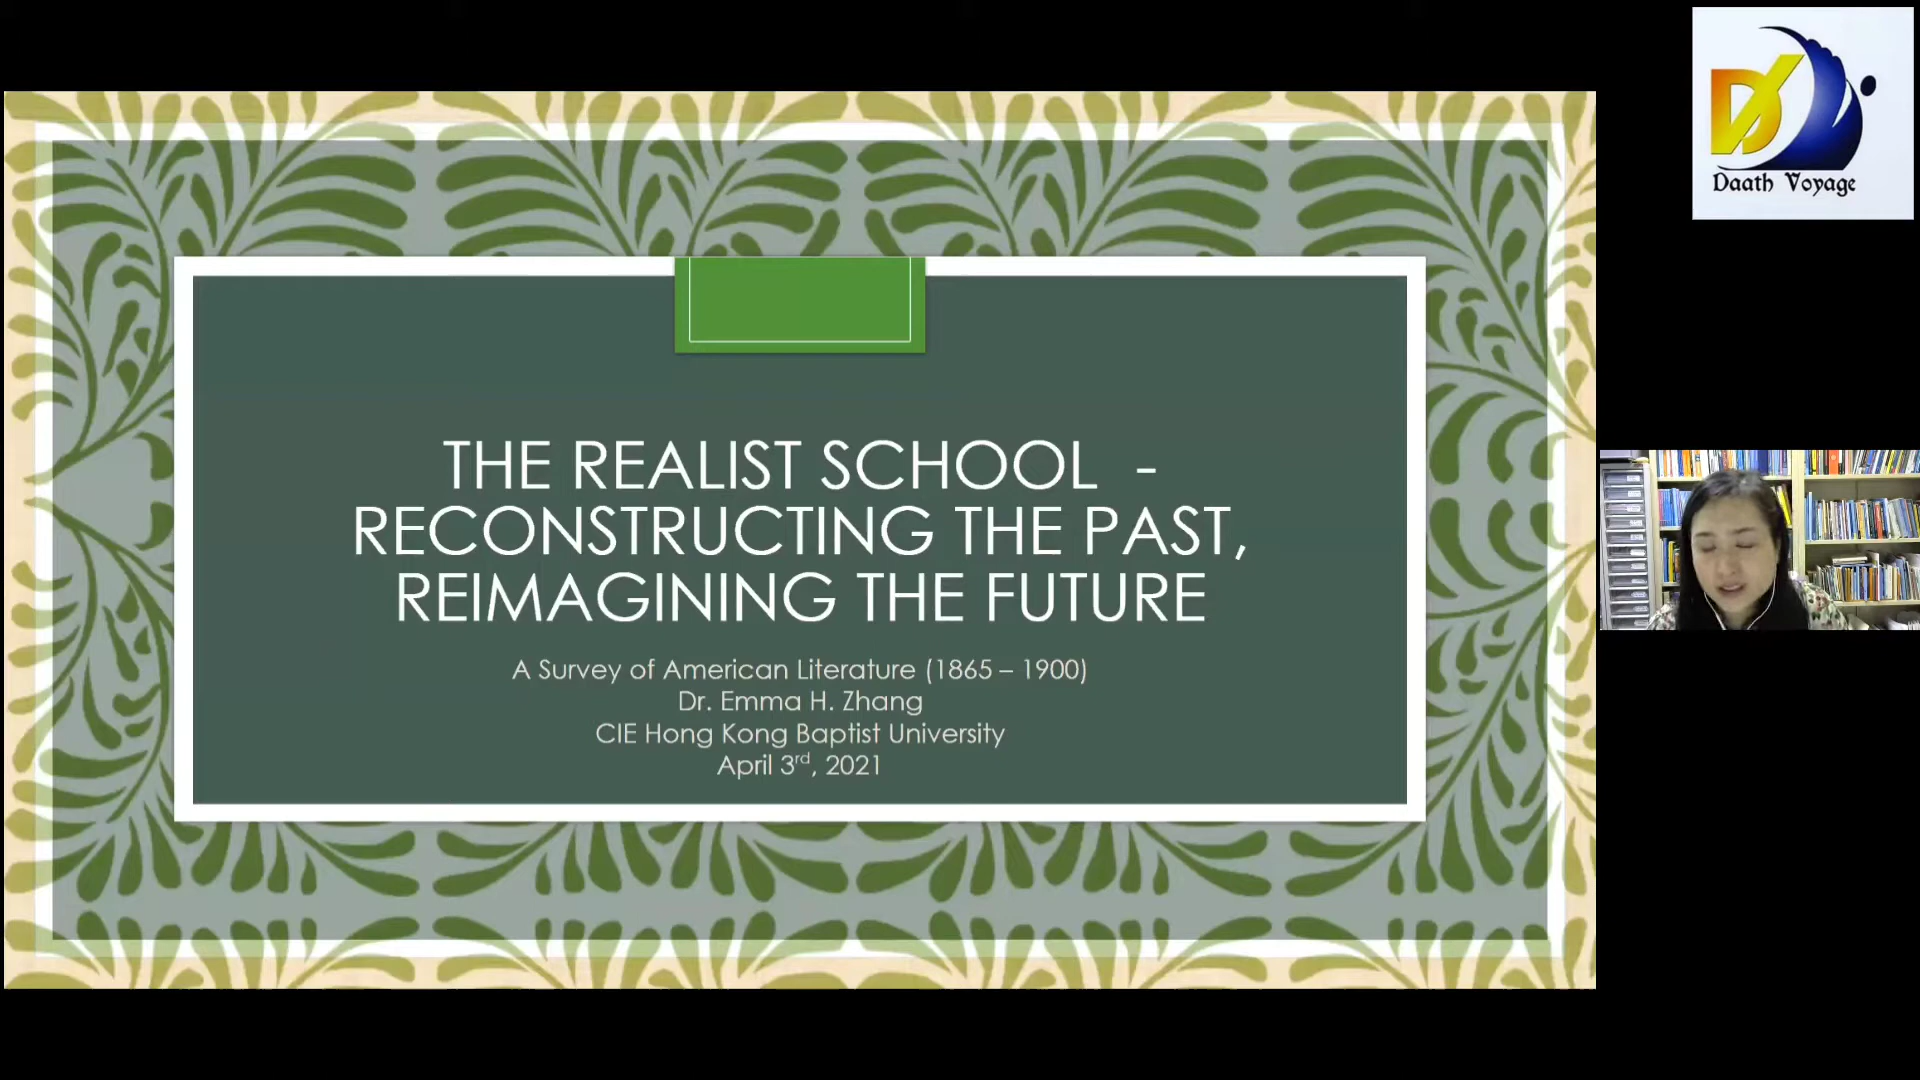 THE REALIST SCHOOL -
RECONSTRUCTING THE PAST,
REIMAGINING THE FUTURE
A Survey of American Literature (1865 – 1900)
Dr. Emma H. Zhang
CIE Hong Kong Baptist University
April 3rd, 2021
DV
Daath Voyage